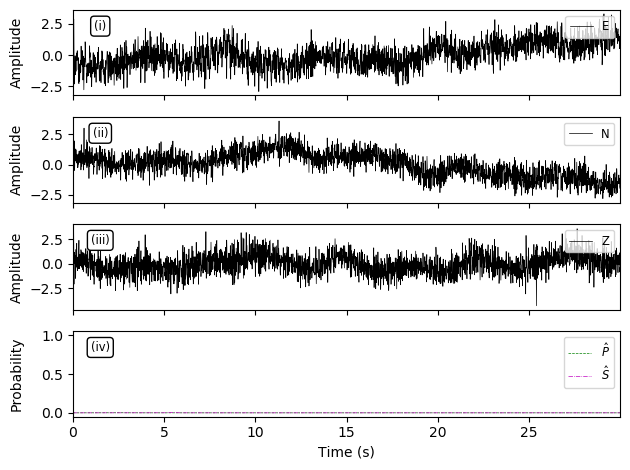 2.5
0.0
−2.5
Amplitude
(i)
E
2.5
0.0
−2.5
Amplitude
(ii)
N
2.5
0.0
−2.5
Amplitude
(iii)
Z
1.0
0.5
0.0
Probability
(iv)
P̂
Ŝ
0 5 10 15 20 25
Time (s)